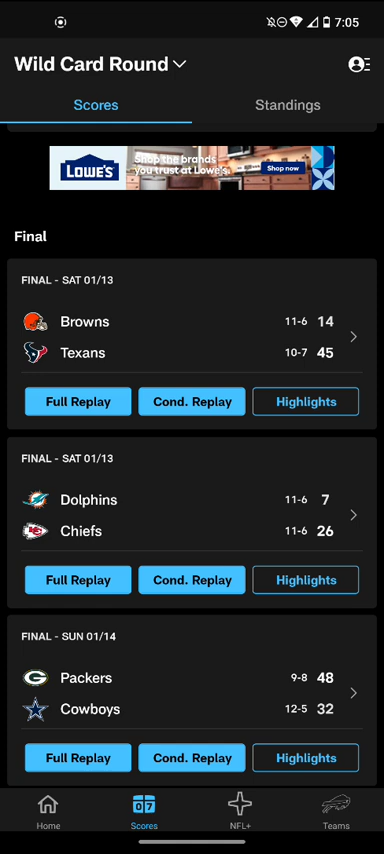 7:05
Wild Card Round
Scores
Standings
LOWE'S
Shop the brands
you trust at Lowe's.
Shop now
Final
FINAL - SAT 01/13
Browns 11-6 14
Texans 10-7 45
Full Replay Cond. Replay Highlights
FINAL - SAT 01/13
Dolphins 11-6 7
Chiefs 11-6 26
Full Replay Cond. Replay Highlights
FINAL - SUN 01/14
Packers 9-8 48
Cowboys 12-5 32
Full Replay Cond. Replay Highlights
07
Home Scores NFL+ Teams